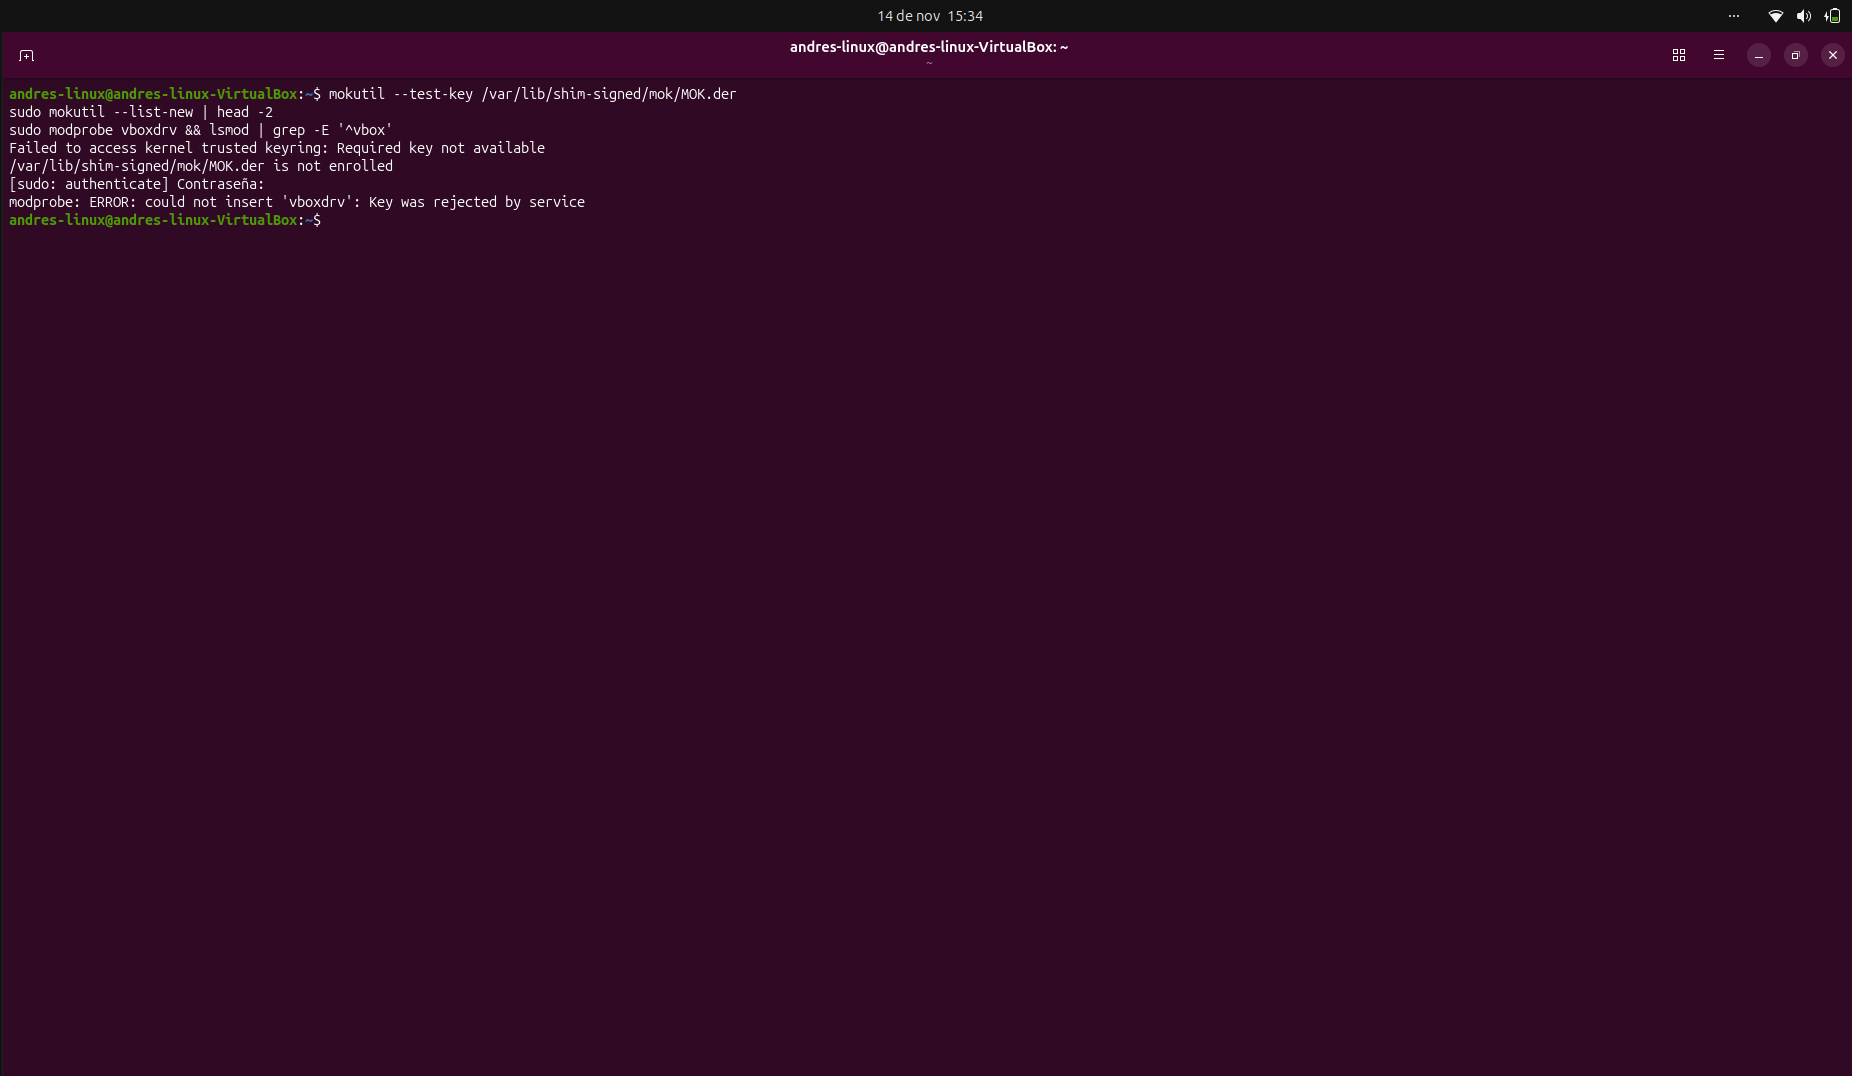 14 de nov 15:34
andres-linux@andres-linux-VirtualBox: ~
~
andres-linux@andres-linux-VirtualBox:~$ mokutil --test-key /var/lib/shim-signed/mok/MOK.der
sudo mokutil --list-new | head -2
sudo modprobe vboxdrv && lsmod | grep -E '^vbox'
Failed to access kernel trusted keyring: Required key not available
/var/lib/shim-signed/mok/MOK.der is not enrolled
[sudo: authenticate] Contraseña:
modprobe: ERROR: could not insert 'vboxdrv': Key was rejected by service
andres-linux@andres-linux-VirtualBox:~$